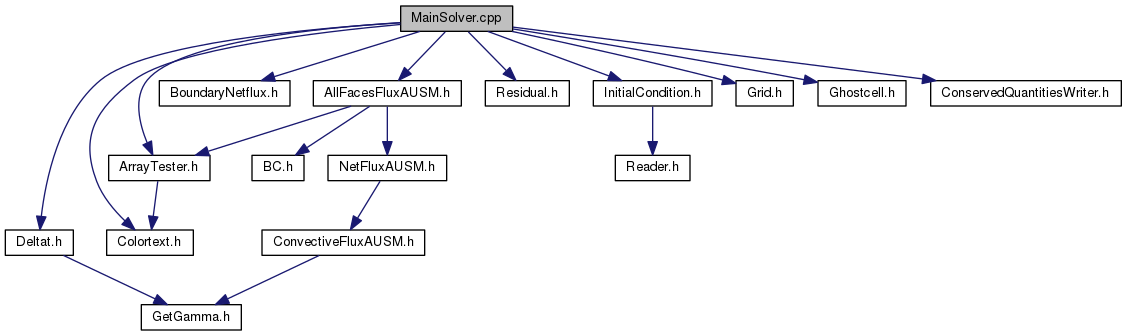 MainSolver.cpp
BoundaryNetflux.h
AllFacesFluxAUSM.h
Residual.h
InitialCondition.h
Grid.h
Ghostcell.h
ConservedQuantitiesWriter.h
ArrayTester.h
BC.h
NetFluxAUSM.h
Reader.h
Deltat.h
Colortext.h
ConvectiveFluxAUSM.h
GetGamma.h